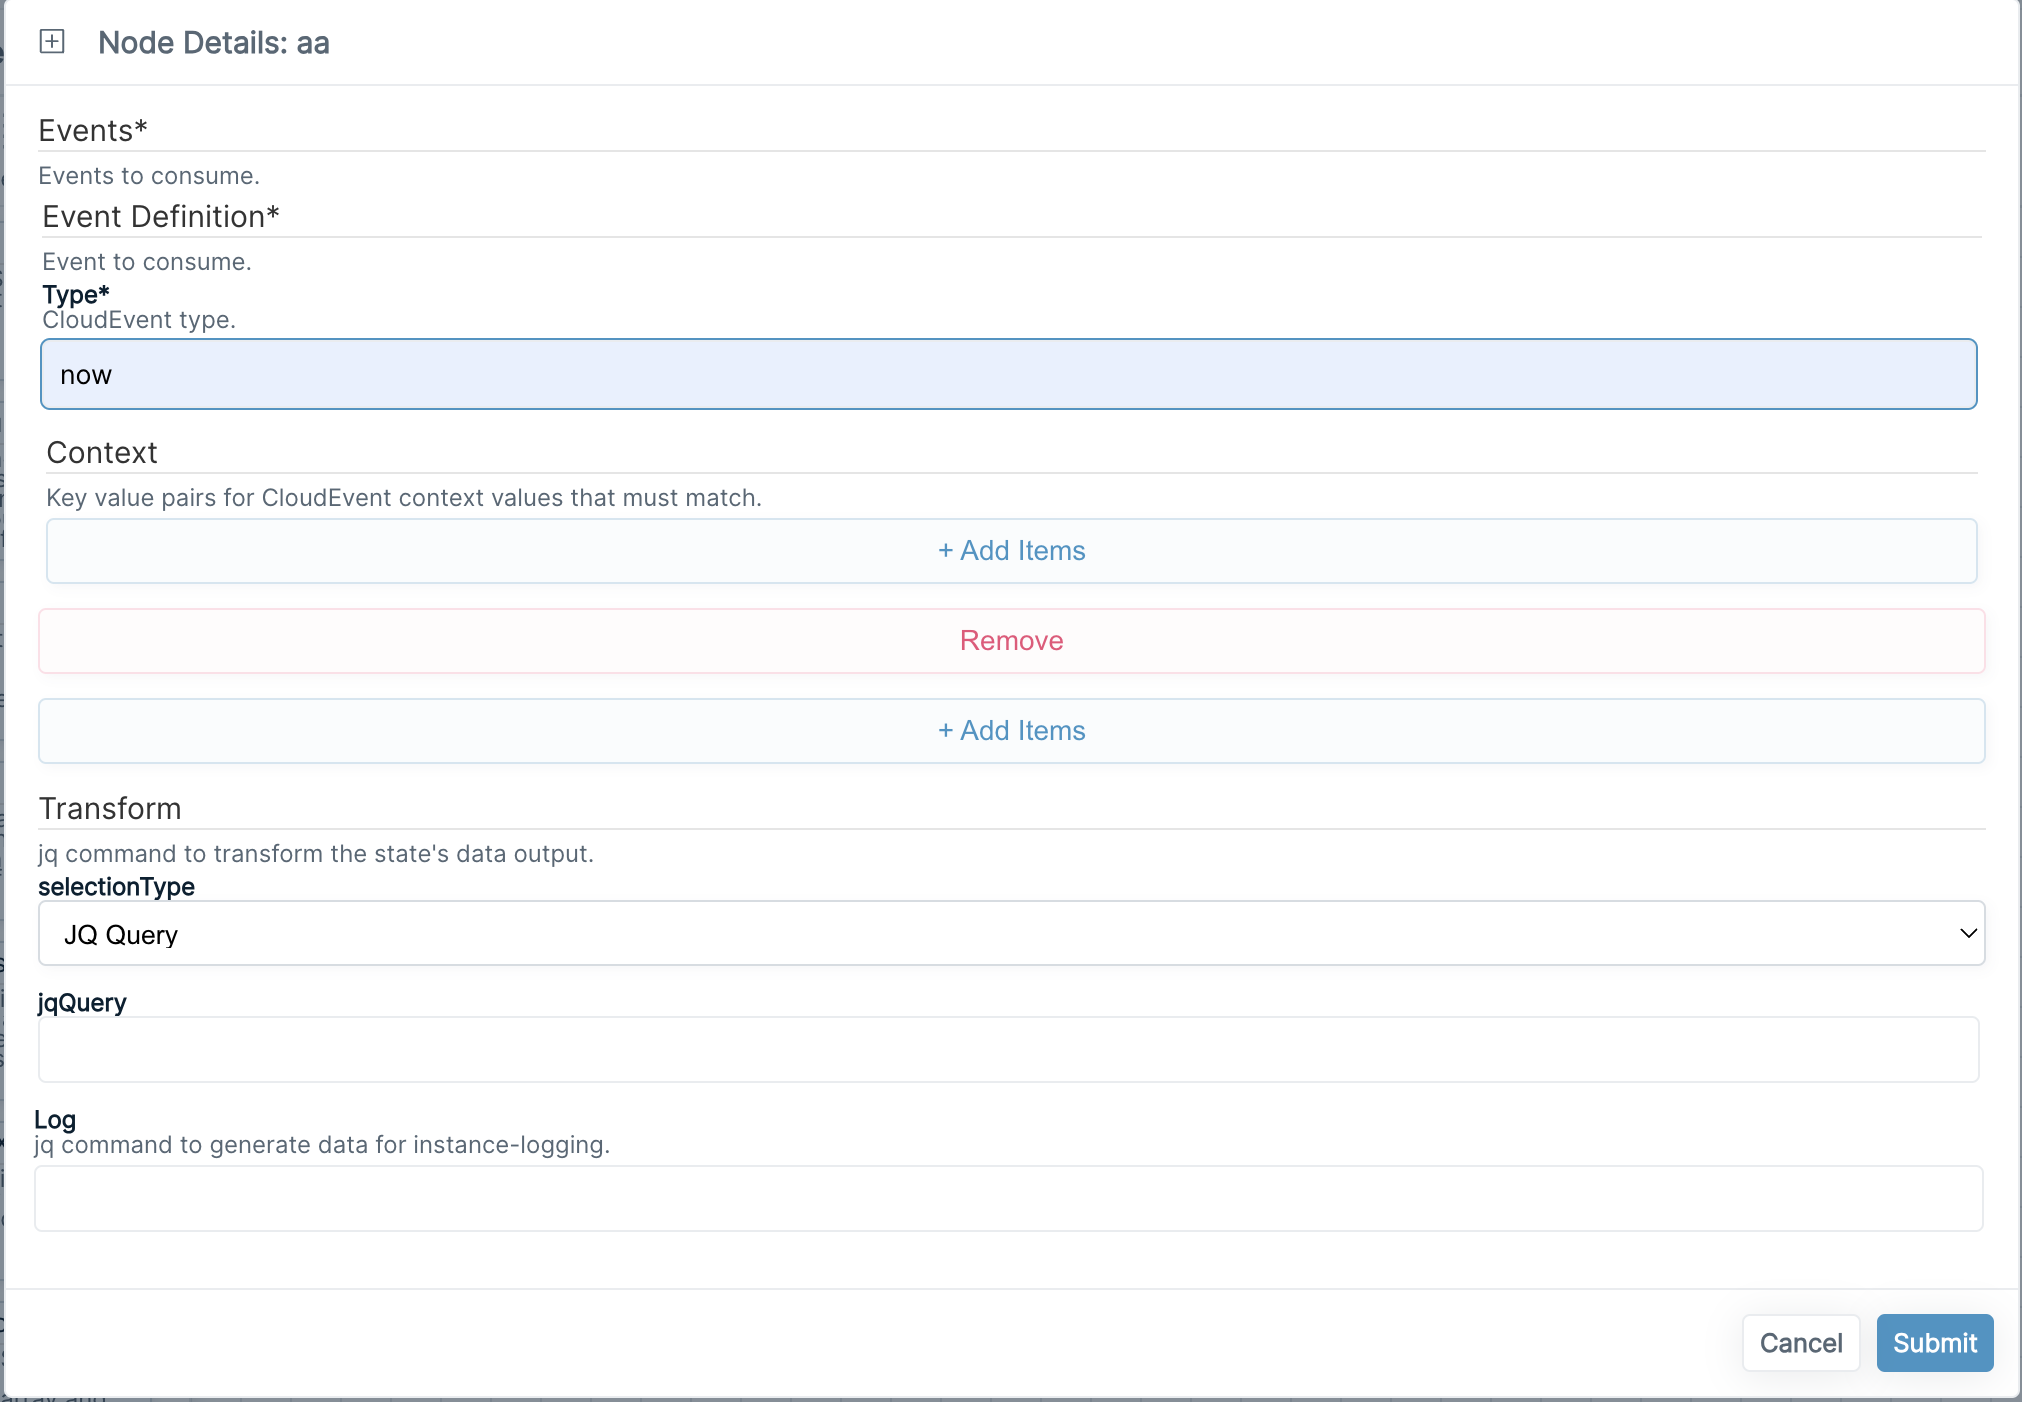 Node Details: aa
Events*
Events to consume.
Event Definition*
Event to consume.
Type*
CloudEvent type.
now
Context
Key value pairs for CloudEvent context values that must match.
+ Add Items
Remove
+ Add Items
Transform
jq command to transform the state's data output.
selectionType
JQ Query
jqQuery
Log
jq command to generate data for instance-logging.
Cancel
Submit